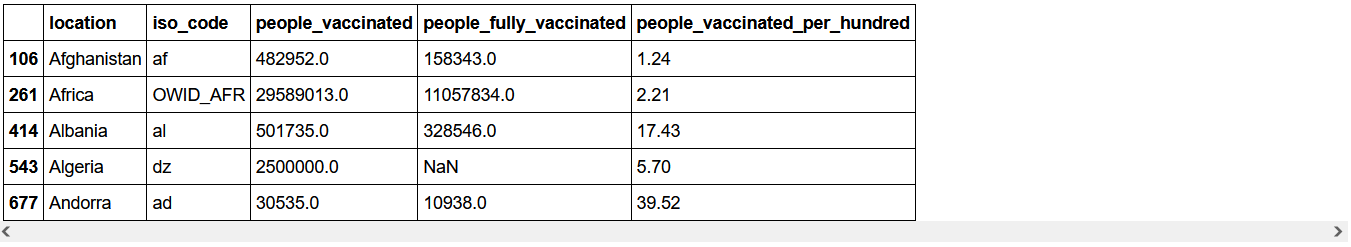 location iso_code people_vaccinated people_fully_vaccinated people_vaccinated_per_hundred
106 Afghanistan af 482952.0 158343.0 1.24
261 Africa OWID_AFR 29589013.0 11057834.0 2.21
414 Albania al 501735.0 328546.0 17.43
543 Algeria dz 2500000.0 NaN 5.70
677 Andorra ad 30535.0 10938.0 39.52